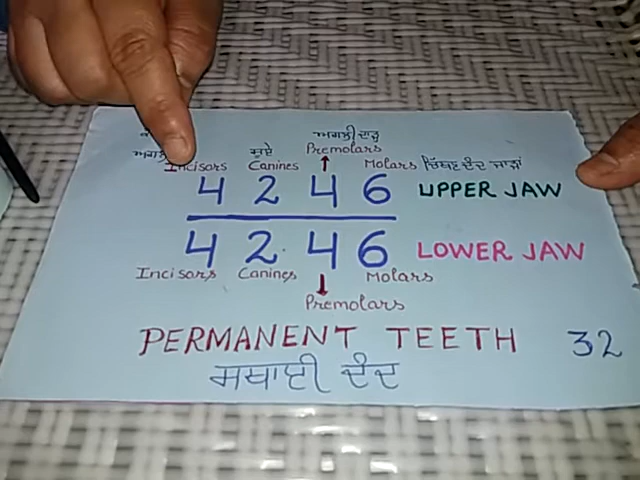 ਸੂਏ ਅਗਲੀ ਦਾੜ੍ਹ
Incisors Canines Premolars Molars
4 2 4 6 UPPER JAW
4 2 4 6 LOWER JAW
Incisors Canines Molars
Premolars
PERMANENT TEETH 32
ਸਥਾਈ ਦੰਦ